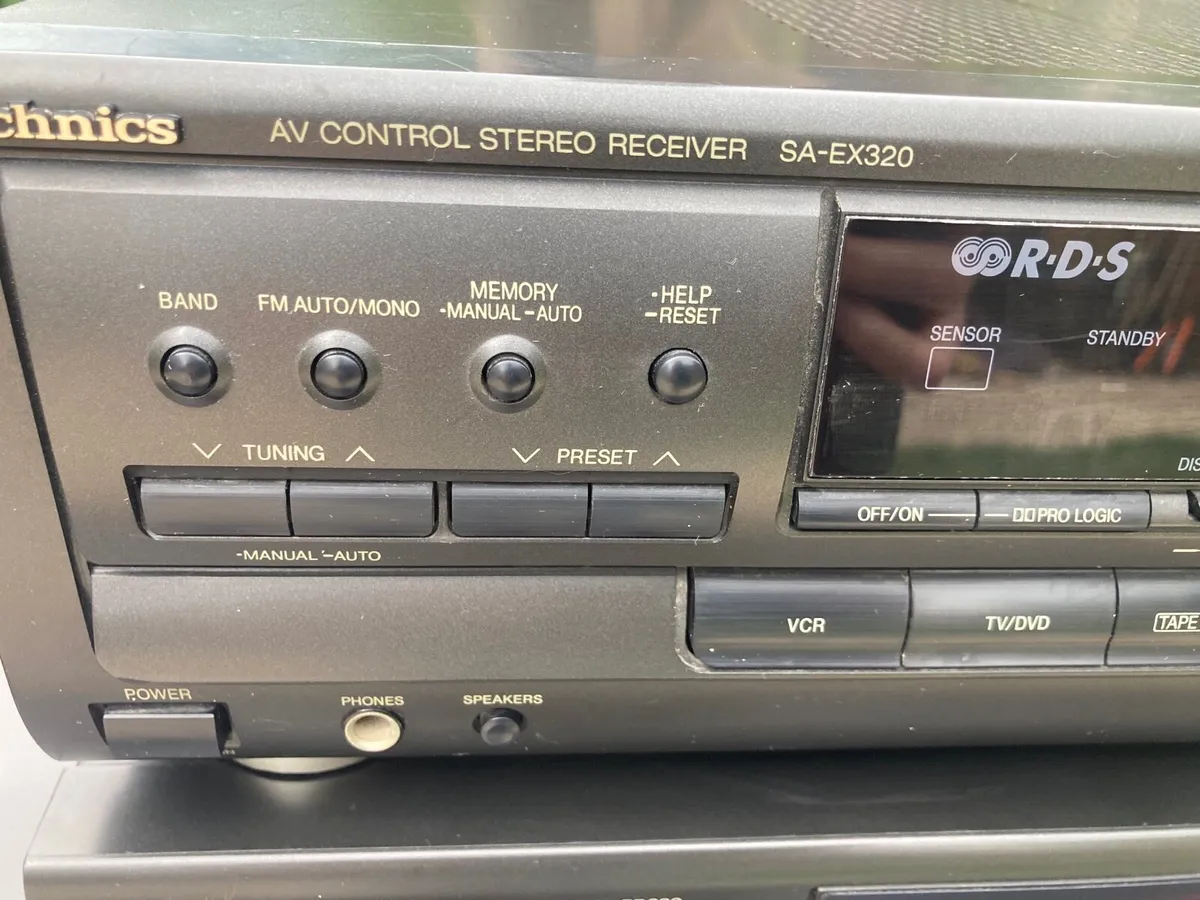 chnics
AV CONTROL STEREO RECEIVER SA-EX320
R·D·S
BAND
FM AUTO/MONO
MEMORY
-MANUAL -AUTO
·HELP
-RESET
SENSOR
STANDBY
TUNING
PRESET
DIS
OFF/ON
PRO LOGIC
-MANUAL -AUTO
VCR
TV/DVD
TAPE
POWER
PHONES
SPEAKERS